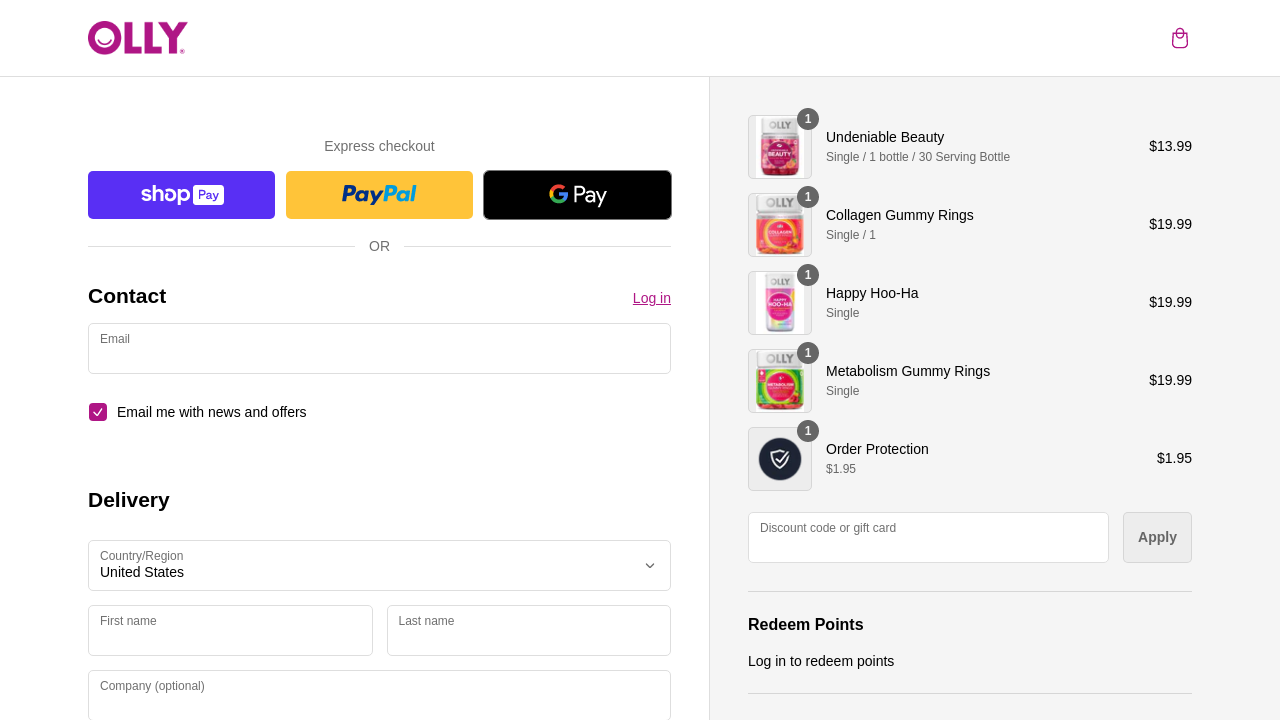 OLLY
Express checkout
shop Pay
PayPal
G Pay
OR
Contact
Log in
Email
Email me with news and offers
Delivery
Country/Region
United States
First name
Last name
Company (optional)
OLLY
BEAUTY
1
Undeniable Beauty
Single / 1 bottle / 30 Serving Bottle
$13.99
OLLY
COLLAGEN
1
Collagen Gummy Rings
Single / 1
$19.99
OLLY
HAPPY
HOO-HA
1
Happy Hoo-Ha
Single
$19.99
OLLY
METABOLISM
1
Metabolism Gummy Rings
Single
$19.99
1
Order Protection
$1.95
$1.95
Discount code or gift card
Apply
Redeem Points
Log in to redeem points